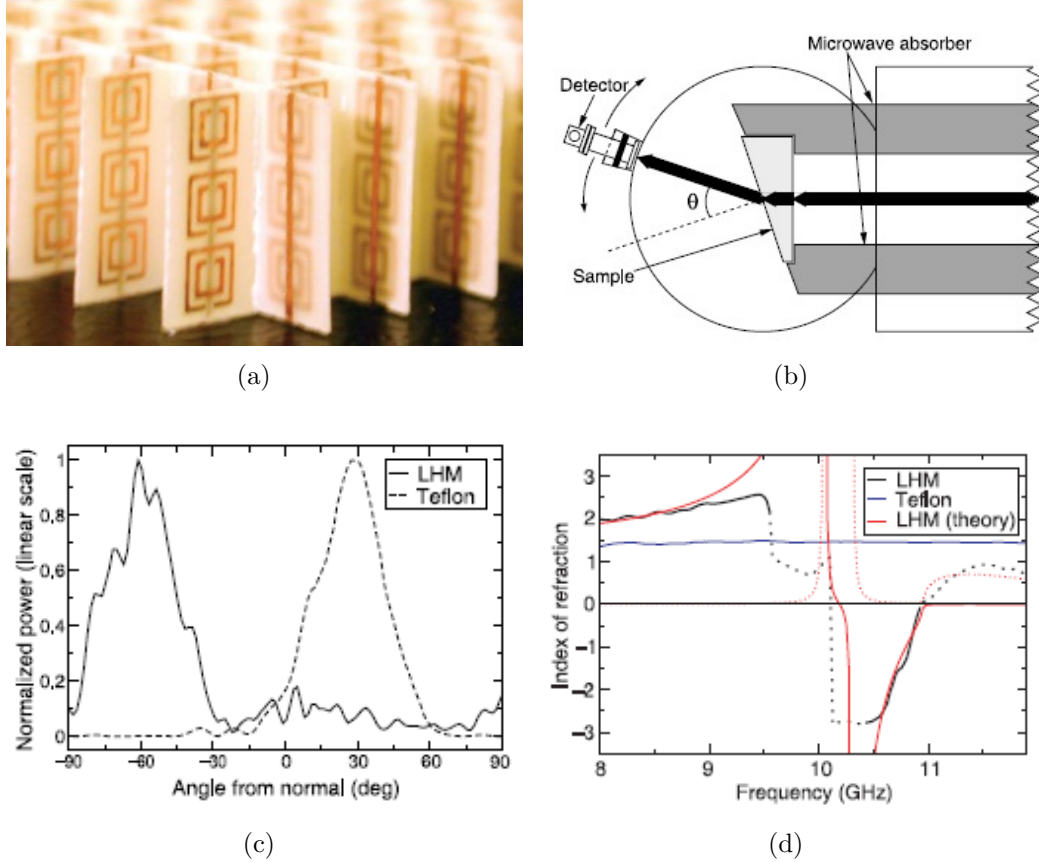 Microwave absorber
Detector
θ
Sample
(a)
(b)
Normalized power (linear scale)
1
0.8
0.6
0.4
0.2
0
LHM
Teflon
-90
-60
-30
0
30
60
90
Angle from normal (deg)
(c)
Index of refraction
3
2
1
0
-1
-2
-3
LHM
Teflon
LHM (theory)
8
9
10
11
Frequency (GHz)
(d)